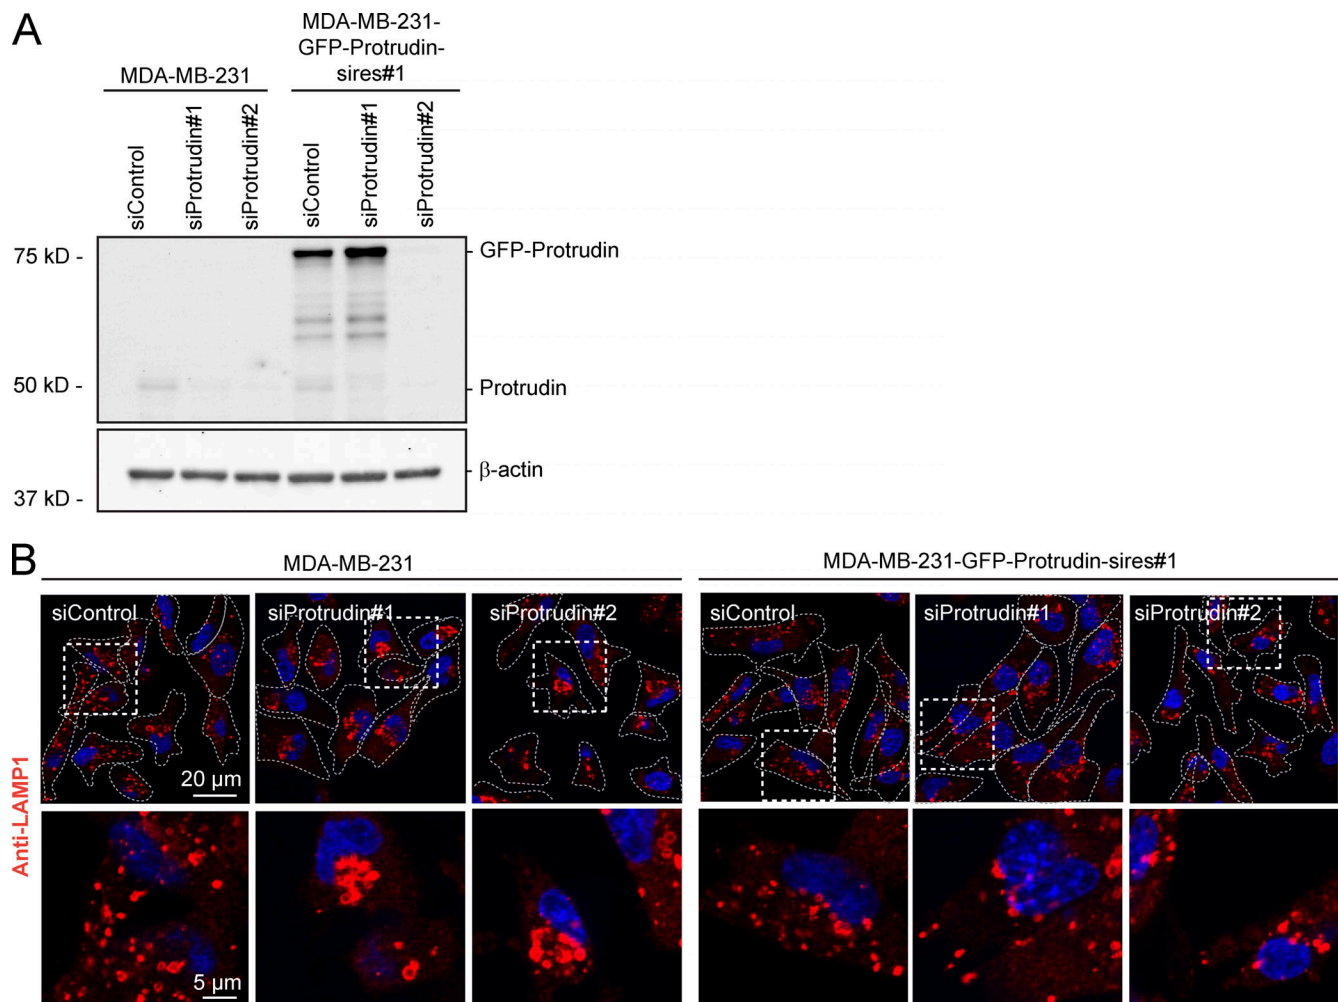 A
MDA-MB-231
MDA-MB-231-
GFP-Protrudin-
sires#1
siControl
siProtrudin#1
siProtrudin#2
siControl
siProtrudin#1
siProtrudin#2
75 kD -
- GFP-Protrudin
50 kD -
- Protrudin
- β-actin
37 kD -
B
MDA-MB-231
MDA-MB-231-GFP-Protrudin-sires#1
siControl
siProtrudin#1
siProtrudin#2
siControl
siProtrudin#1
siProtrudin#2
20 µm
Anti-LAMP1
5 µm